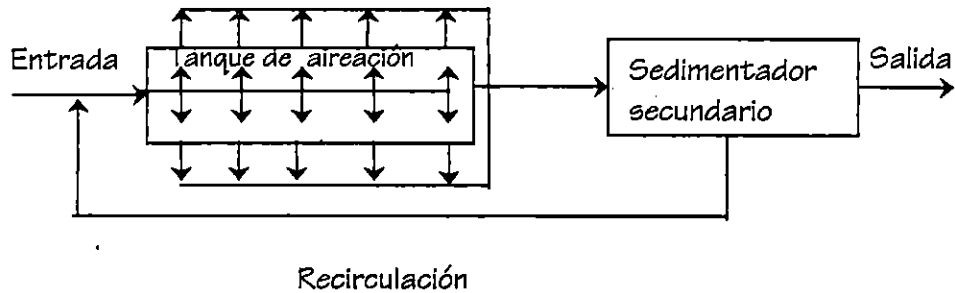 Entrada
Tanque de aireación
Sedimentador
secundario
Salida
Recirculación